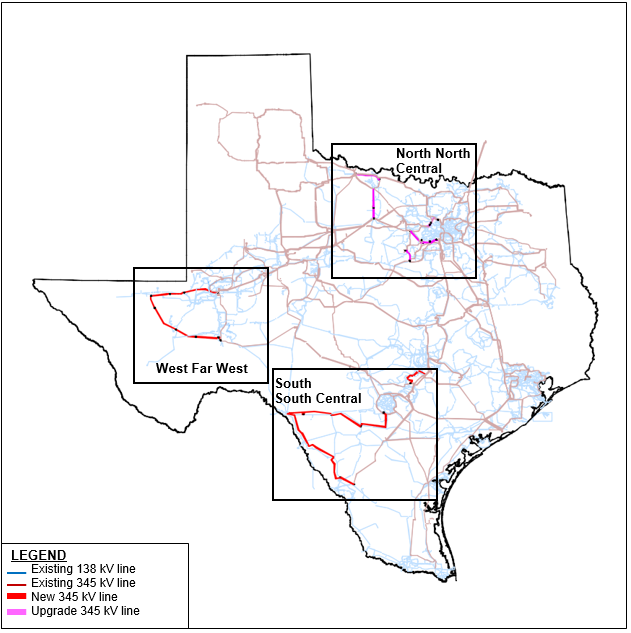 North North
Central
West Far West
South
South Central
LEGEND
Existing 138 kV line
Existing 345 kV line
New 345 kV line
Upgrade 345 kV line